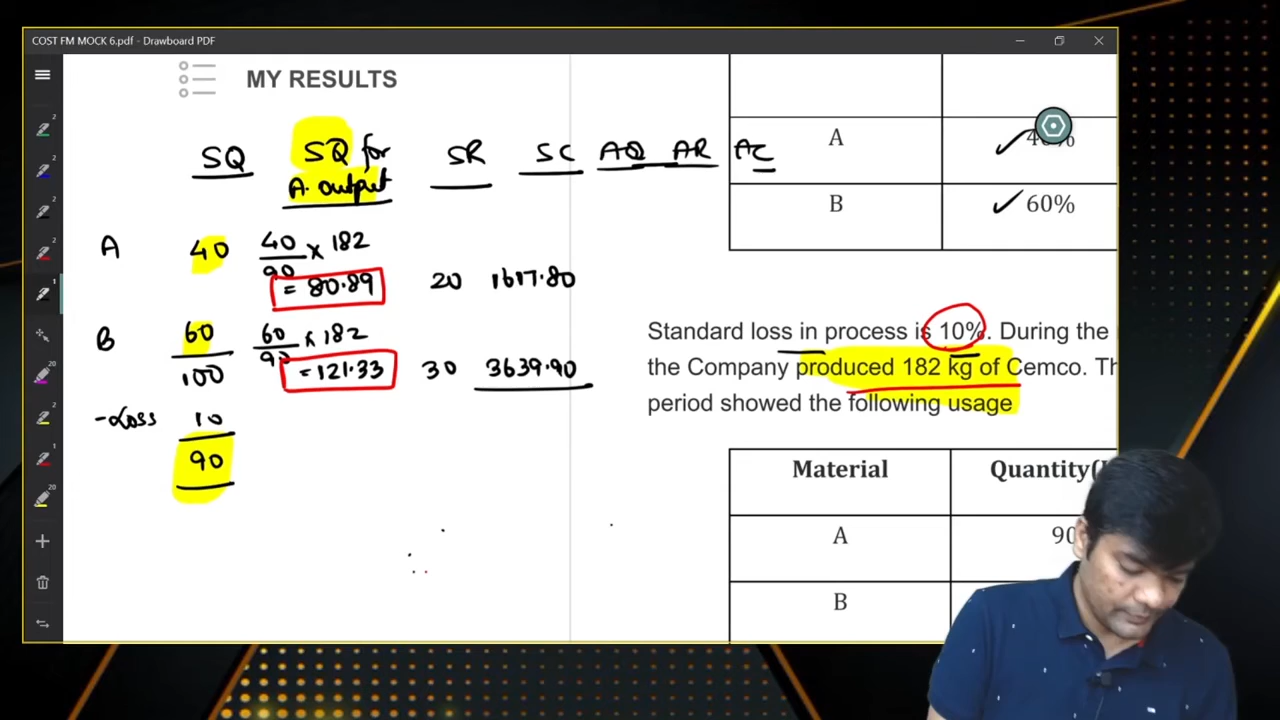 COST FM MOCK 6.pdf - Drawboard PDF
MY RESULTS
SQ SQ for SR SC AQ AR AC
A. output
A 40 40/90 x 182
= 80.89 20 1617.80
B 60 60/90 x 182
= 121.33 30 3639.90
100
-Loss 10
90
A
B 60%
Standard loss in process is 10%. During the
the Company produced 182 kg of Cemco. Th
period showed the following usage
Material Quantity(
A 90
B